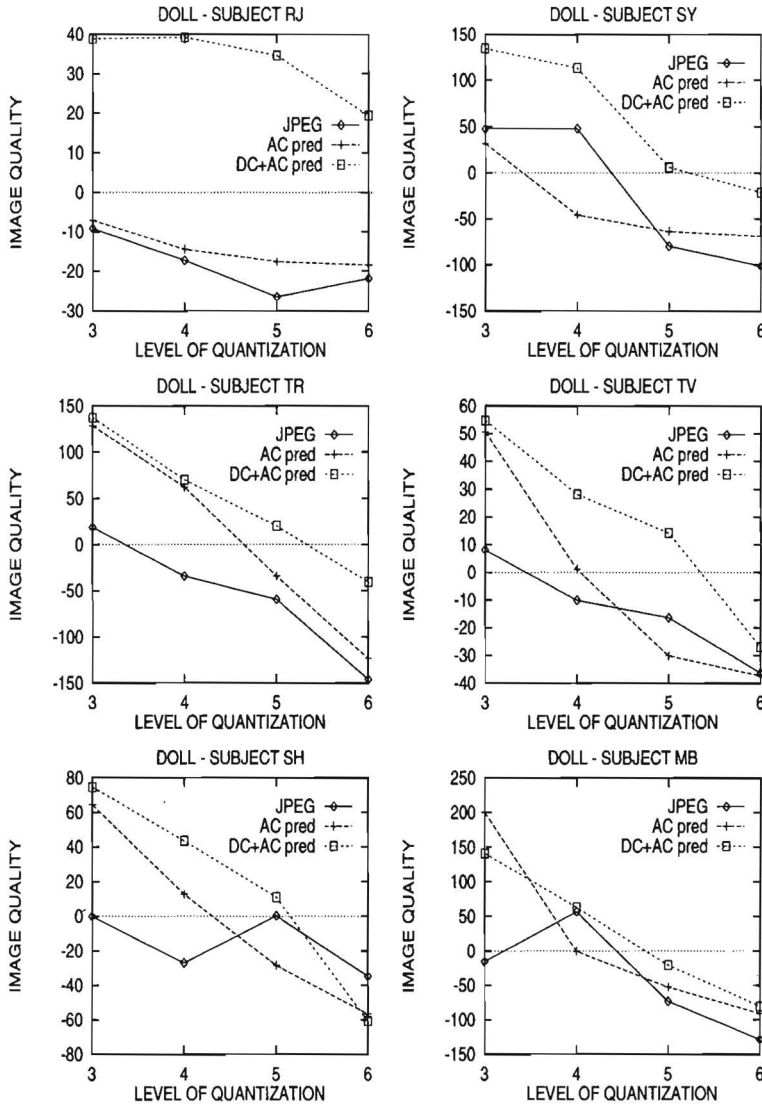 DOLL - SUBJECT RJ
40
30
20
10
0
-10
-20
-30
3 4 5 6
JPEG
AC pred
DC+AC pred
IMAGE QUALITY
LEVEL OF QUANTIZATION
DOLL - SUBJECT SY
150
100
50
0
-50
-100
-150
3 4 5 6
JPEG
AC pred
DC+AC pred
IMAGE QUALITY
LEVEL OF QUANTIZATION
DOLL - SUBJECT TR
150
100
50
0
-50
-100
-150
3 4 5 6
JPEG
AC pred
DC+AC pred
IMAGE QUALITY
LEVEL OF QUANTIZATION
DOLL - SUBJECT TV
60
50
40
30
20
10
0
-10
-20
-30
-40
3 4 5 6
JPEG
AC pred
DC+AC pred
IMAGE QUALITY
LEVEL OF QUANTIZATION
DOLL - SUBJECT SH
80
60
40
20
0
-20
-40
-60
-80
3 4 5 6
JPEG
AC pred
DC+AC pred
IMAGE QUALITY
LEVEL OF QUANTIZATION
DOLL - SUBJECT MB
250
200
150
100
50
0
-50
-100
-150
3 4 5 6
JPEG
AC pred
DC+AC pred
IMAGE QUALITY
LEVEL OF QUANTIZATION